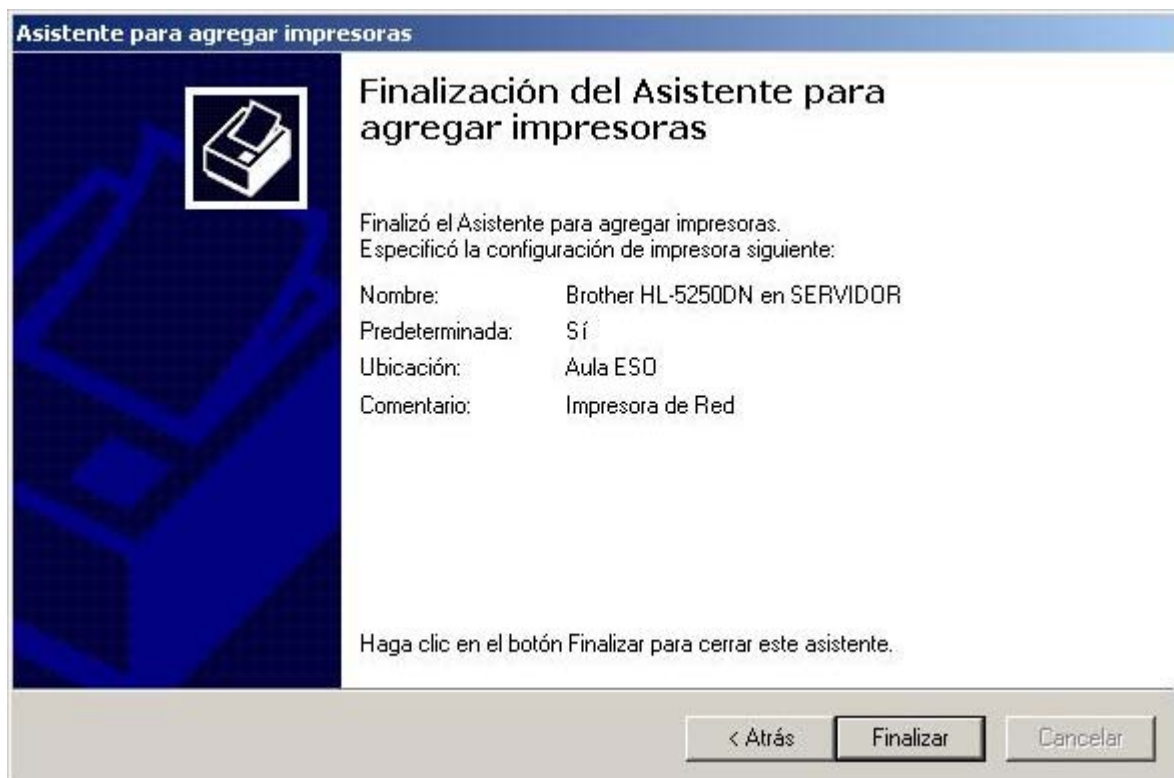 Asistente para agregar impresoras
Finalización del Asistente para
agregar impresoras
Finalizó el Asistente para agregar impresoras.
Especificó la configuración de impresora siguiente:
Nombre: Brother HL-5250DN en SERVIDOR
Predeterminada: Sí
Ubicación: Aula ESO
Comentario: Impresora de Red
Haga clic en el botón Finalizar para cerrar este asistente.
< Atrás Finalizar Cancelar